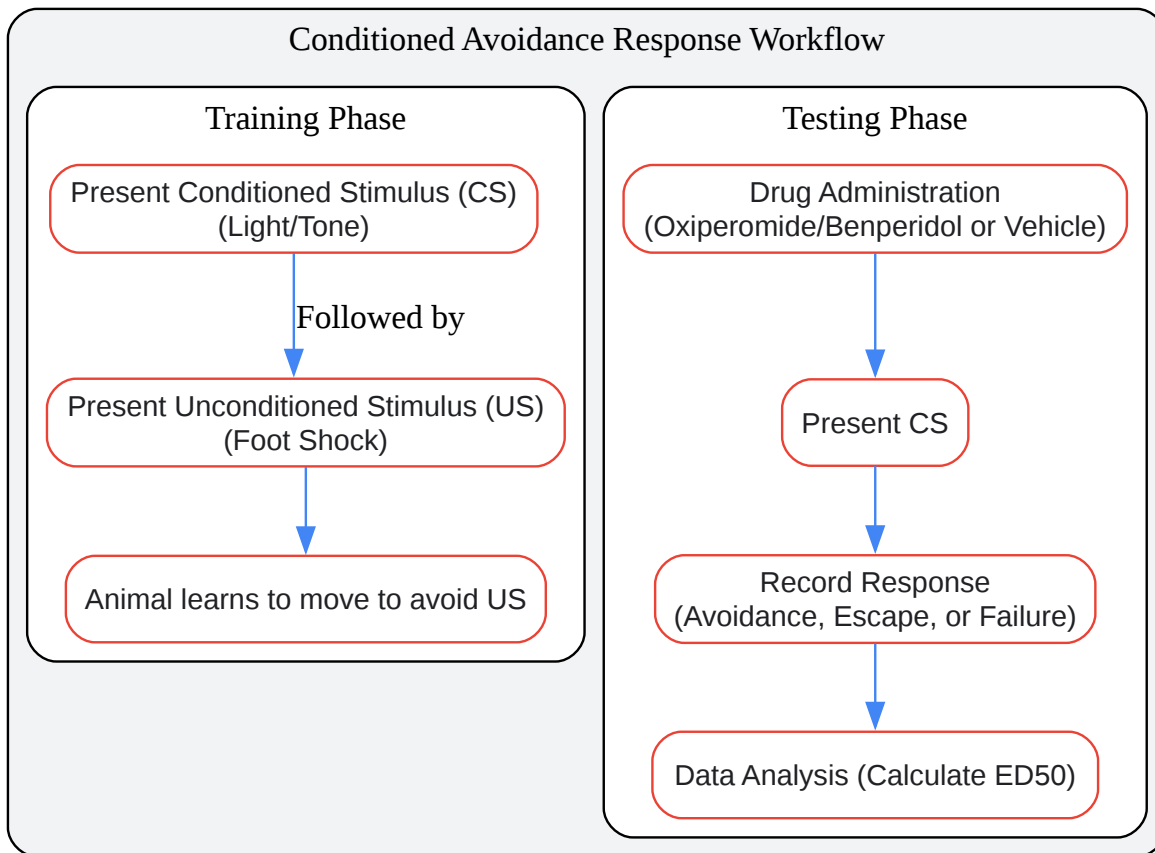 Conditioned Avoidance Response Workflow
Training Phase
Present Conditioned Stimulus (CS)
(Light/Tone)
Followed by
Present Unconditioned Stimulus (US)
(Foot Shock)
Animal learns to move to avoid US
Testing Phase
Drug Administration
(Oxiperomide/Benperidol or Vehicle)
Present CS
Record Response
(Avoidance, Escape, or Failure)
Data Analysis (Calculate ED50)